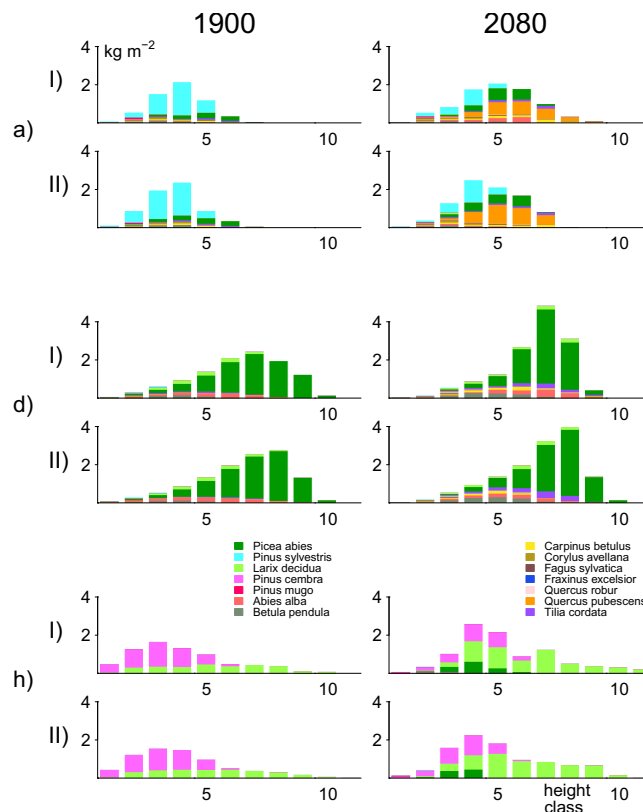 1900 2080
4 kg m⁻² 4
I) 2 2
5 10 5 10
a)
4 4
II) 2 2
5 10 5 10
4 4
I) 2 2
5 10 5 10
d)
4 4
II) 2 2
5 10 5 10
Picea abies Carpinus betulus
Pinus sylvestris Corylus avellana
Larix decidua Fagus sylvatica
Pinus cembra Fraxinus excelsior
Pinus mugo Quercus robur
Abies alba Quercus pubescens
Betula pendula Tilia cordata
4 4
I) 2 2
5 10 5 10
h)
4 4
II) 2 2
5 10 5 height 10
class